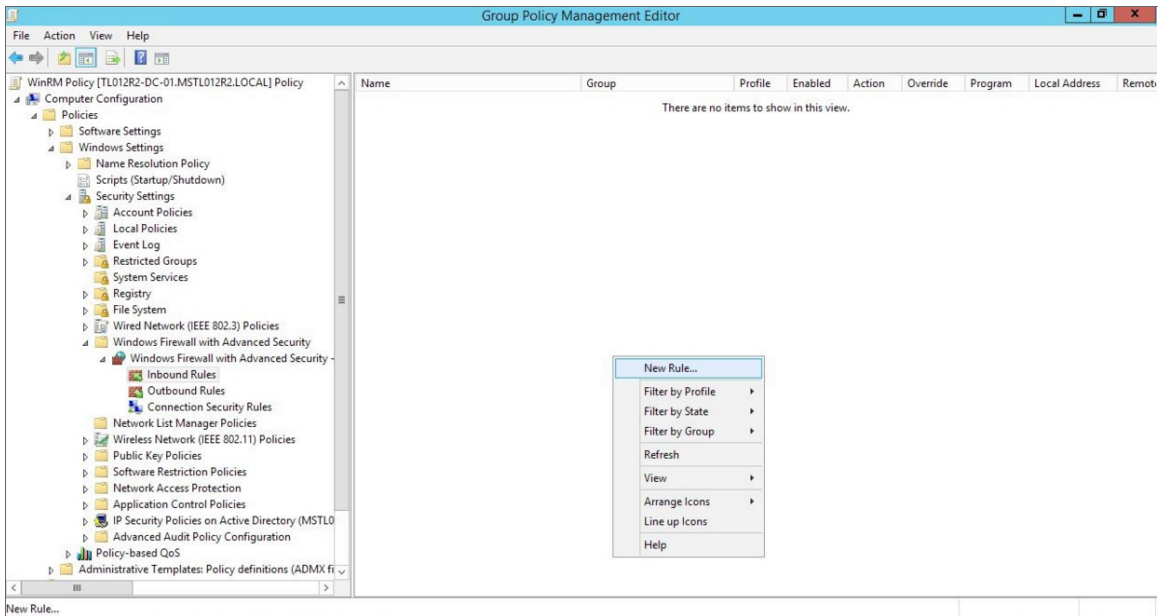 Group Policy Management Editor
File Action View Help
WinRM Policy [TL012R2-DC-01.MSTL012R2.LOCAL] Policy
Computer Configuration
Policies
Software Settings
Windows Settings
Name Resolution Policy
Scripts (Startup/Shutdown)
Security Settings
Account Policies
Local Policies
Event Log
Restricted Groups
System Services
Registry
File System
Wired Network (IEEE 802.3) Policies
Windows Firewall with Advanced Security
Windows Firewall with Advanced Security -
Inbound Rules
Outbound Rules
Connection Security Rules
Network List Manager Policies
Wireless Network (IEEE 802.11) Policies
Public Key Policies
Software Restriction Policies
Network Access Protection
Application Control Policies
IP Security Policies on Active Directory (MSTL0
Advanced Audit Policy Configuration
Policy-based QoS
Administrative Templates: Policy definitions (ADMX fi
Name Group Profile Enabled Action Override Program Local Address Remot
There are no items to show in this view.
New Rule...
Filter by Profile
Filter by State
Filter by Group
Refresh
View
Arrange Icons
Line up Icons
Help
New Rule...